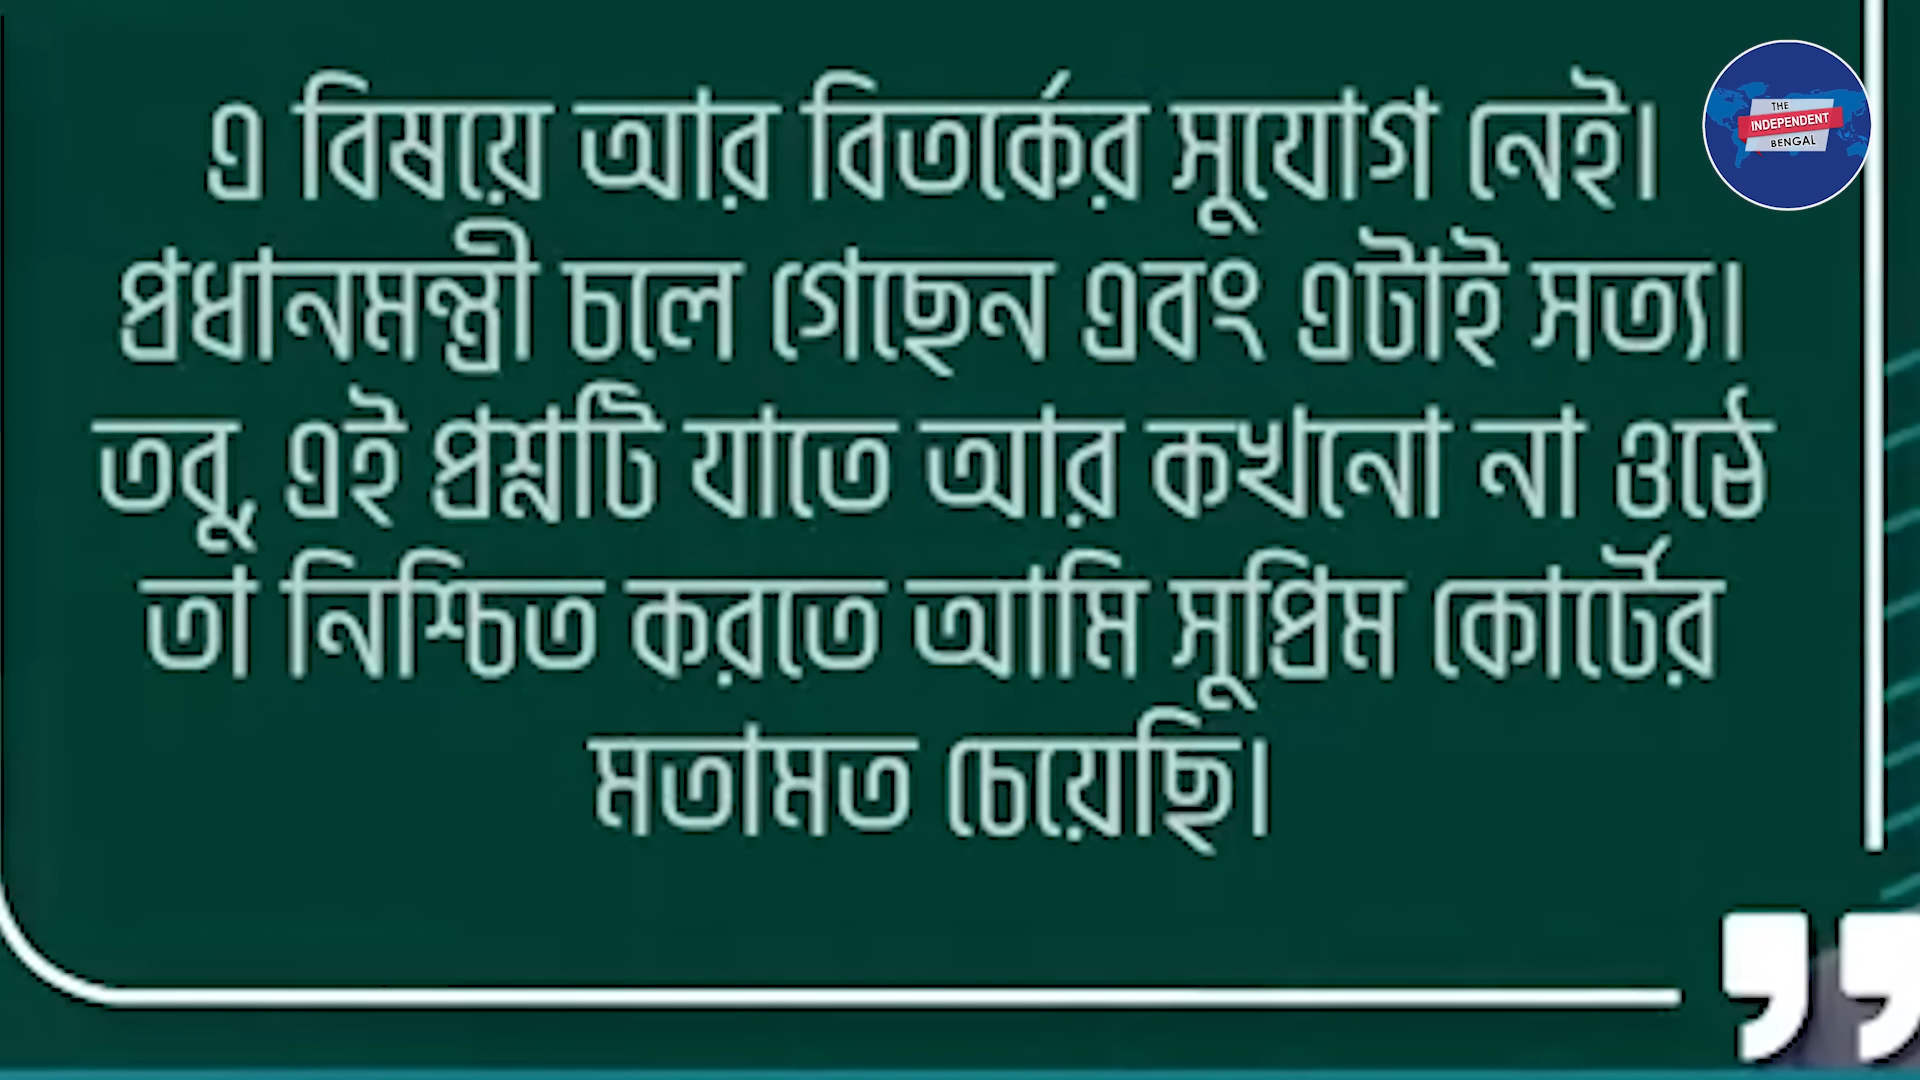 এ বিষয়ে আর বিতর্কের সুযোগ নেই।
প্রধানমন্ত্রী চলে গেছেন এবং এটাই সত্য।
তবু, এই প্রশ্নটি যাতে আর কখনো না ওঠে
তা নিশ্চিত করতে আমি সুপ্রিম কোর্টের
মতামত চেয়েছি।
THE
INDEPENDENT
BENGAL